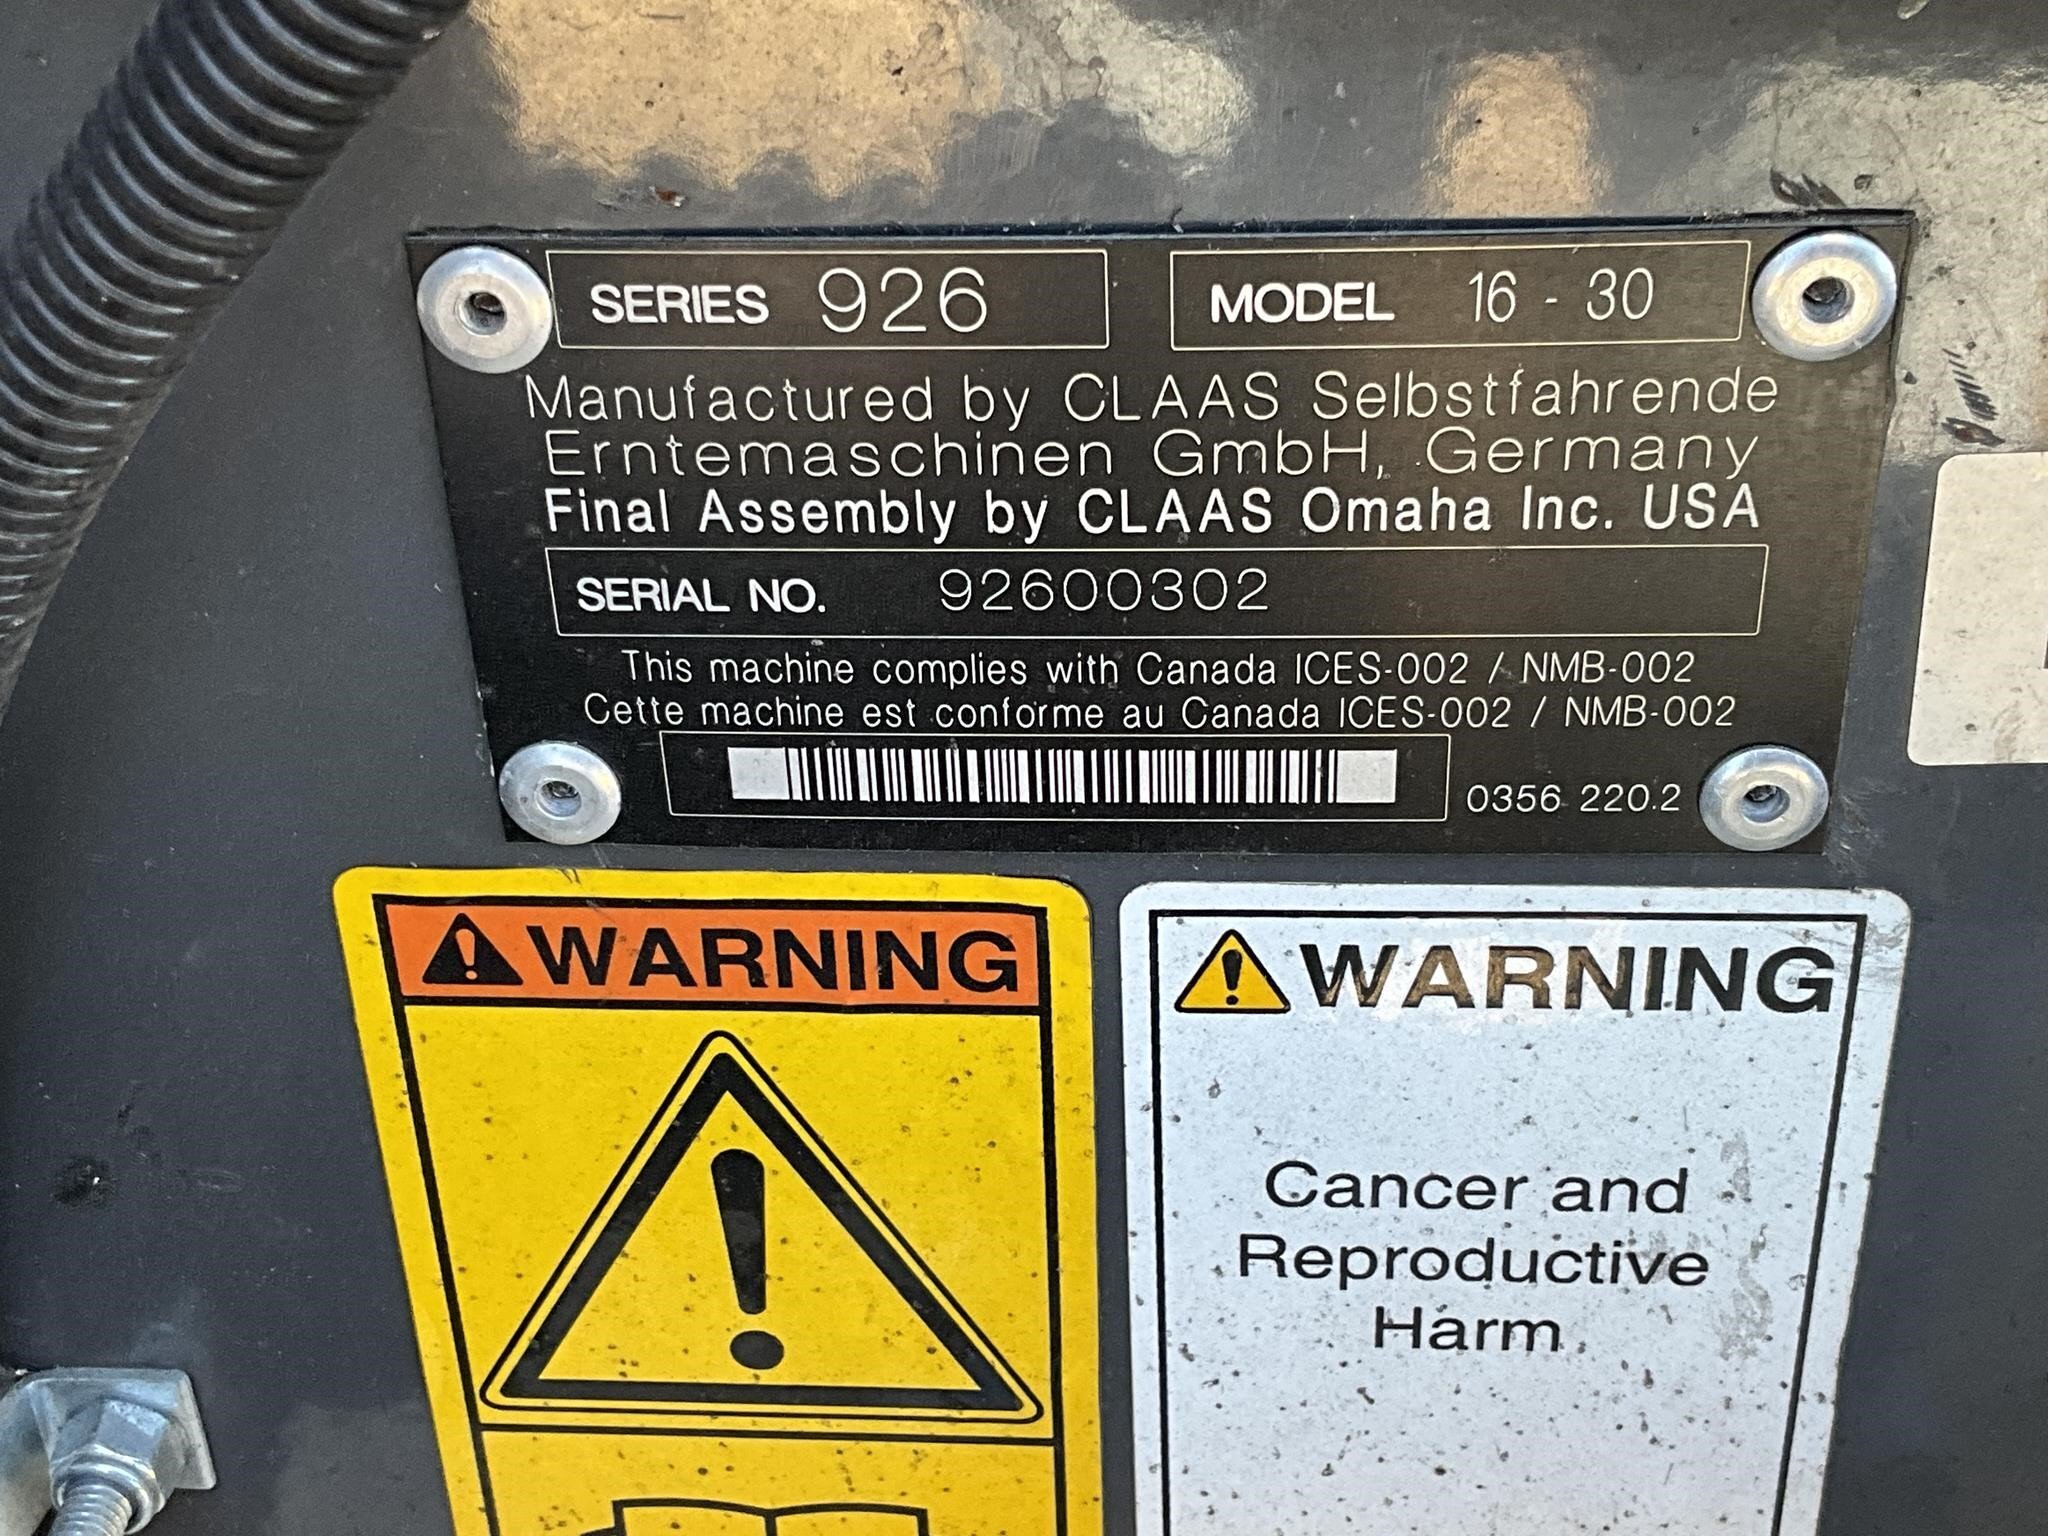 SERIES 926 MODEL 16 - 30
Manufactured by CLAAS Selbstfahrende
Erntemaschinen GmbH, Germany
Final Assembly by CLAAS Omaha Inc. USA
SERIAL NO. 92600302
This machine complies with Canada ICES-002 / NMB-002
Cette machine est conforme au Canada ICES-002 / NMB-002
0356 220.2
WARNING
WARNING
Cancer and
Reproductive
Harm